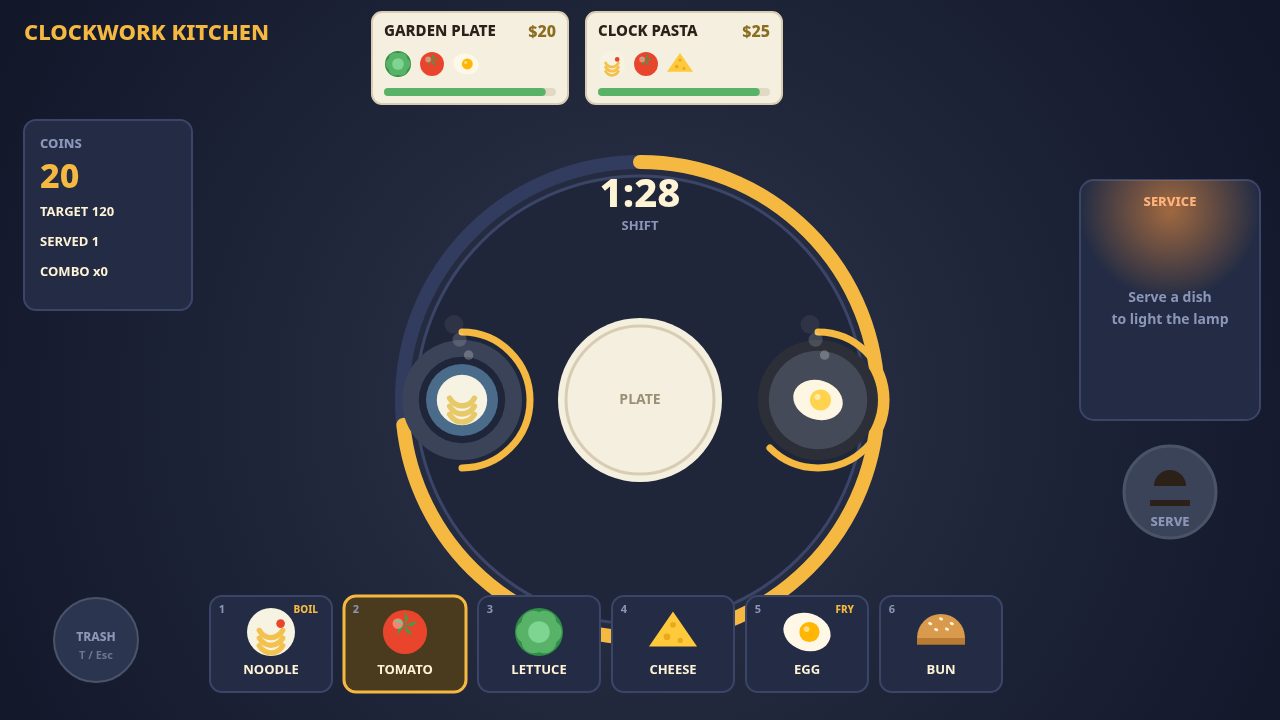 CLOCKWORK KITCHEN
GARDEN PLATE $20
CLOCK PASTA $25
COINS
20
TARGET 120
SERVED 1
COMBO x0
1:28
SHIFT
SERVICE
Serve a dish
to light the lamp
PLATE
SERVE
TRASH
T / Esc
1 BOIL
NOODLE
2
TOMATO
3
LETTUCE
4
CHEESE
5 FRY
EGG
6
BUN